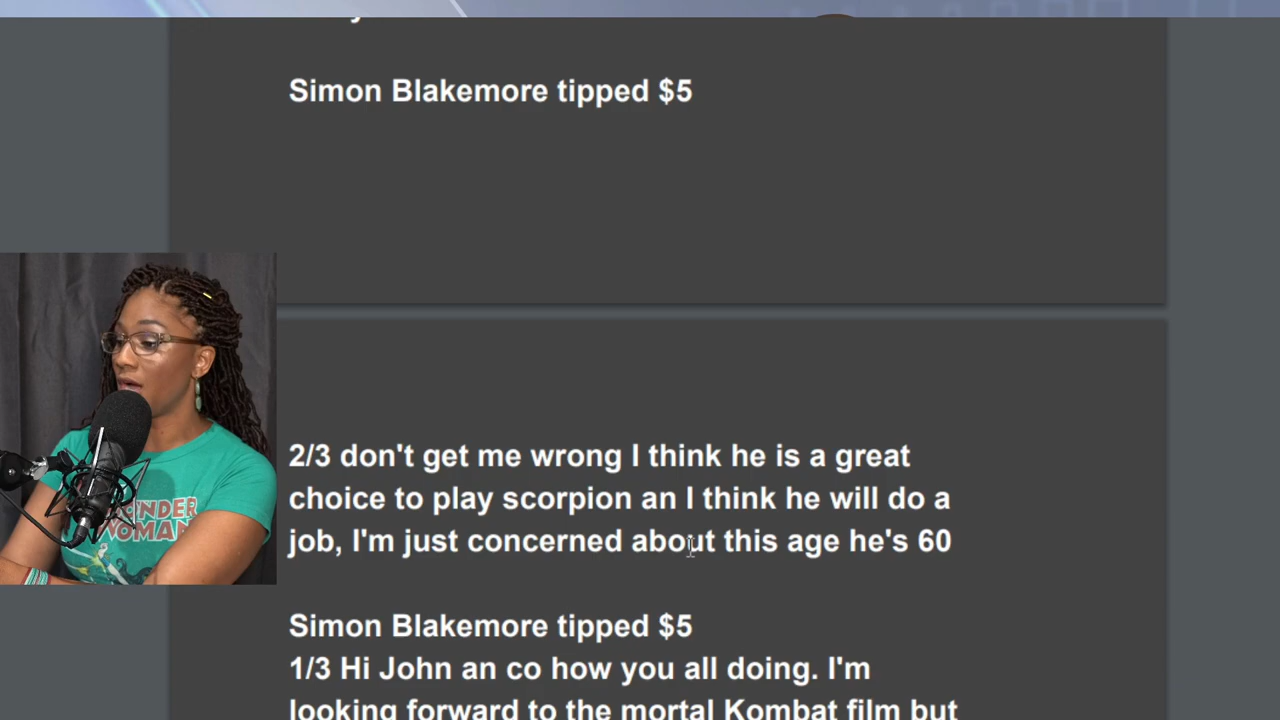 Simon Blakemore tipped $5
2/3 don't get me wrong I think he is a great
choice to play scorpion an I think he will do a
job, I'm just concerned about this age he's 60
Simon Blakemore tipped $5
1/3 Hi John an co how you all doing. I'm
looking forward to the mortal Kombat film but
WONDER
WOMAN